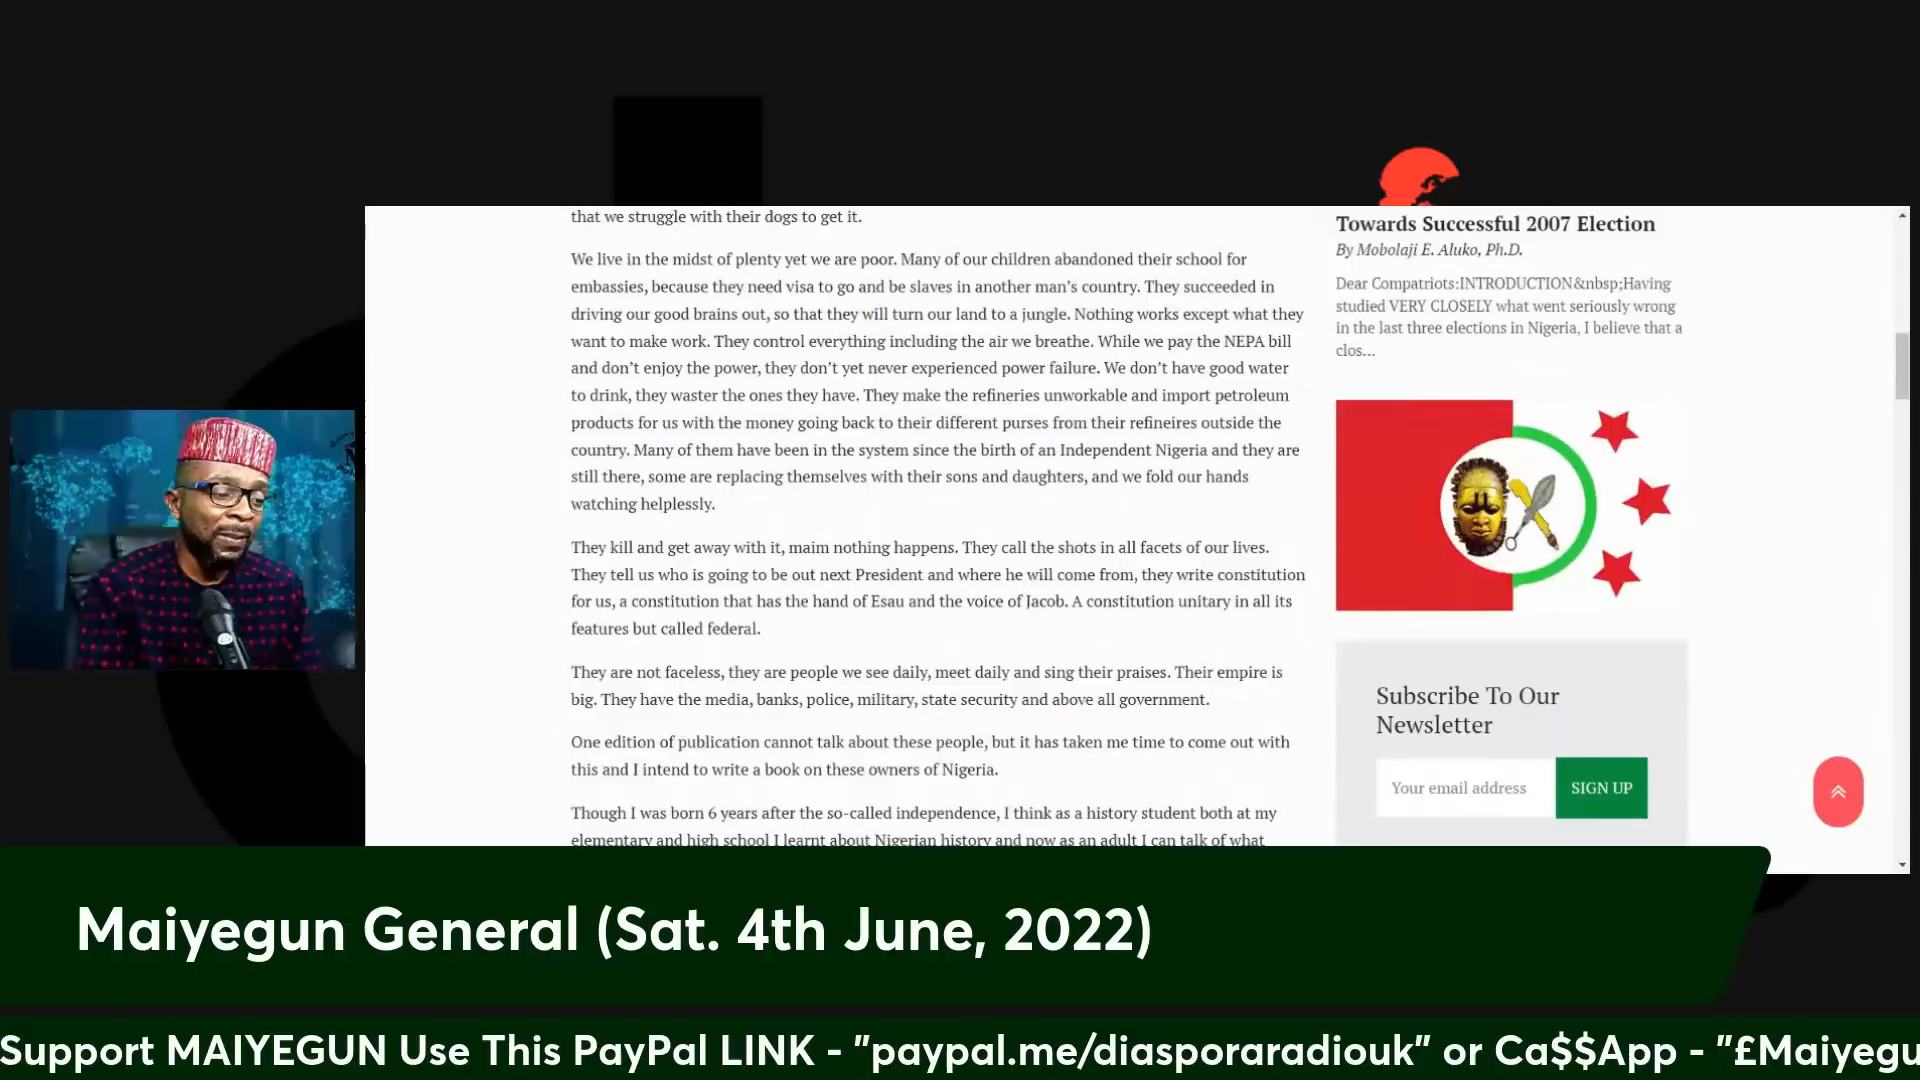 that we struggle with their dogs to get it.
We live in the midst of plenty yet we are poor. Many of our children abandoned their school for
embassies, because they need visa to go and be slaves in another man’s country. They succeeded in
driving our good brains out, so that they will turn our land to a jungle. Nothing works except what they
want to make work. They control everything including the air we breathe. While we pay the NEPA bill
and don’t enjoy the power, they don’t yet never experienced power failure. We don’t have good water
to drink, they waster the ones they have. They make the refineries unworkable and import petroleum
products for us with the money going back to their different purses from their refineires outside the
country. Many of them have been in the system since the birth of an Independent Nigeria and they are
still there, some are replacing themselves with their sons and daughters, and we fold our hands
watching helplessly.
They kill and get away with it, maim nothing happens. They call the shots in all facets of our lives.
They tell us who is going to be out next President and where he will come from, they write constitution
for us, a constitution that has the hand of Esau and the voice of Jacob. A constitution unitary in all its
features but called federal.
They are not faceless, they are people we see daily, meet daily and sing their praises. Their empire is
big. They have the media, banks, police, military, state security and above all government.
One edition of publication cannot talk about these people, but it has taken me time to come out with
this and I intend to write a book on these owners of Nigeria.
Though I was born 6 years after the so-called independence, I think as a history student both at my
elementary and high school I learnt about Nigerian history and now as an adult I can talk of what
Towards Successful 2007 Election
By Mobolaji E. Aluko, Ph.D.
Dear Compatriots:INTRODUCTION&nbsp;Having
studied VERY CLOSELY what went seriously wrong
in the last three elections in Nigeria, I believe that a
clos...
Subscribe To Our
Newsletter
Your email address
SIGN UP
Maiyegun General (Sat. 4th June, 2022)
Support MAIYEGUN Use This PayPal LINK - "paypal.me/diasporaradiouk" or Ca$$App - "£Maiyegu